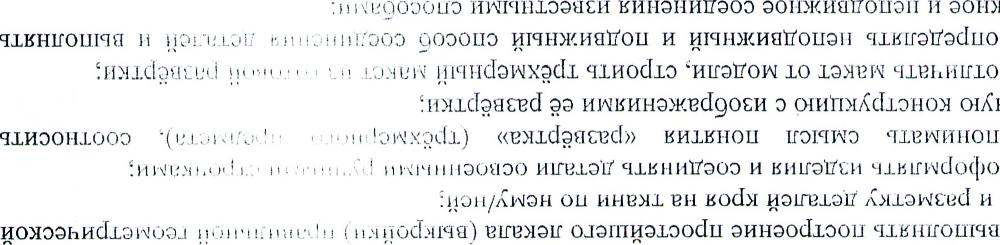 выполнять построение простейшего лекала (выкройки) правильной геометрической
и разметку деталей кроя на ткани по нему/ней;
оформлять изделия и соединять детали освоенными ручными строчками;
понимать смысл понятия «развёртка» (трёхмерного предмета), соотносить
ую конструкцию с изображениями её развёртки;
отличать макет от модели, строить трёхмерный макет из готовой развёртки;
определять неподвижный и подвижный способ соединения деталей и выполнять
жное и неподвижное соединения известными способами: